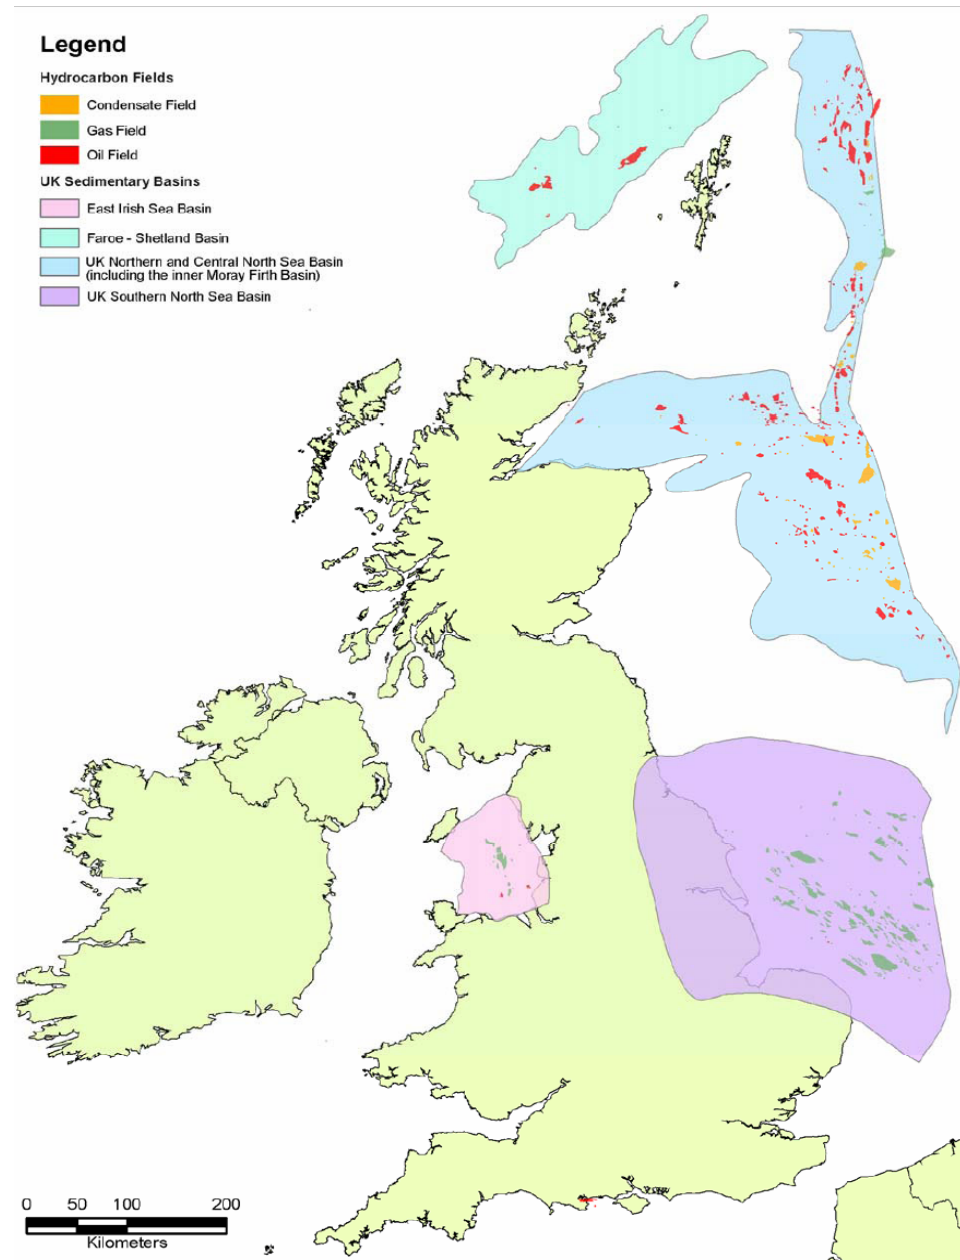 Legend
Hydrocarbon Fields
Condensate Field
Gas Field
Oil Field
UK Sedimentary Basins
East Irish Sea Basin
Faroe - Shetland Basin
UK Northern and Central North Sea Basin
(including the inner Moray Firth Basin)
UK Southern North Sea Basin
0 50 100 200
Kilometers